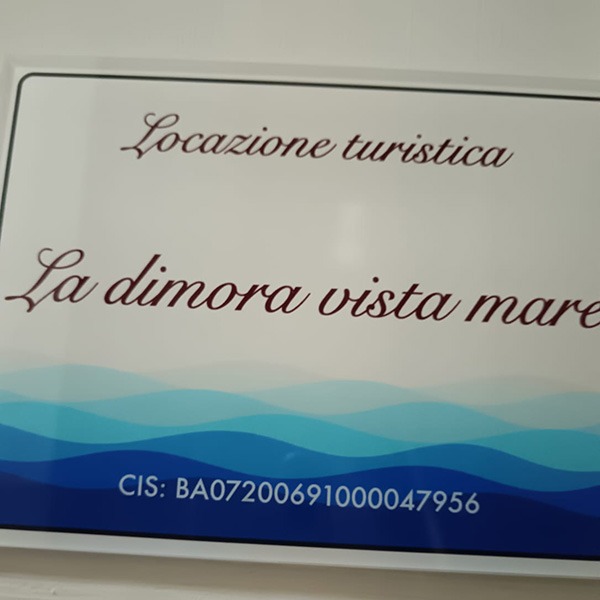 Locazione turistica
La dimora vista mare
CIS: BA07200691000047956